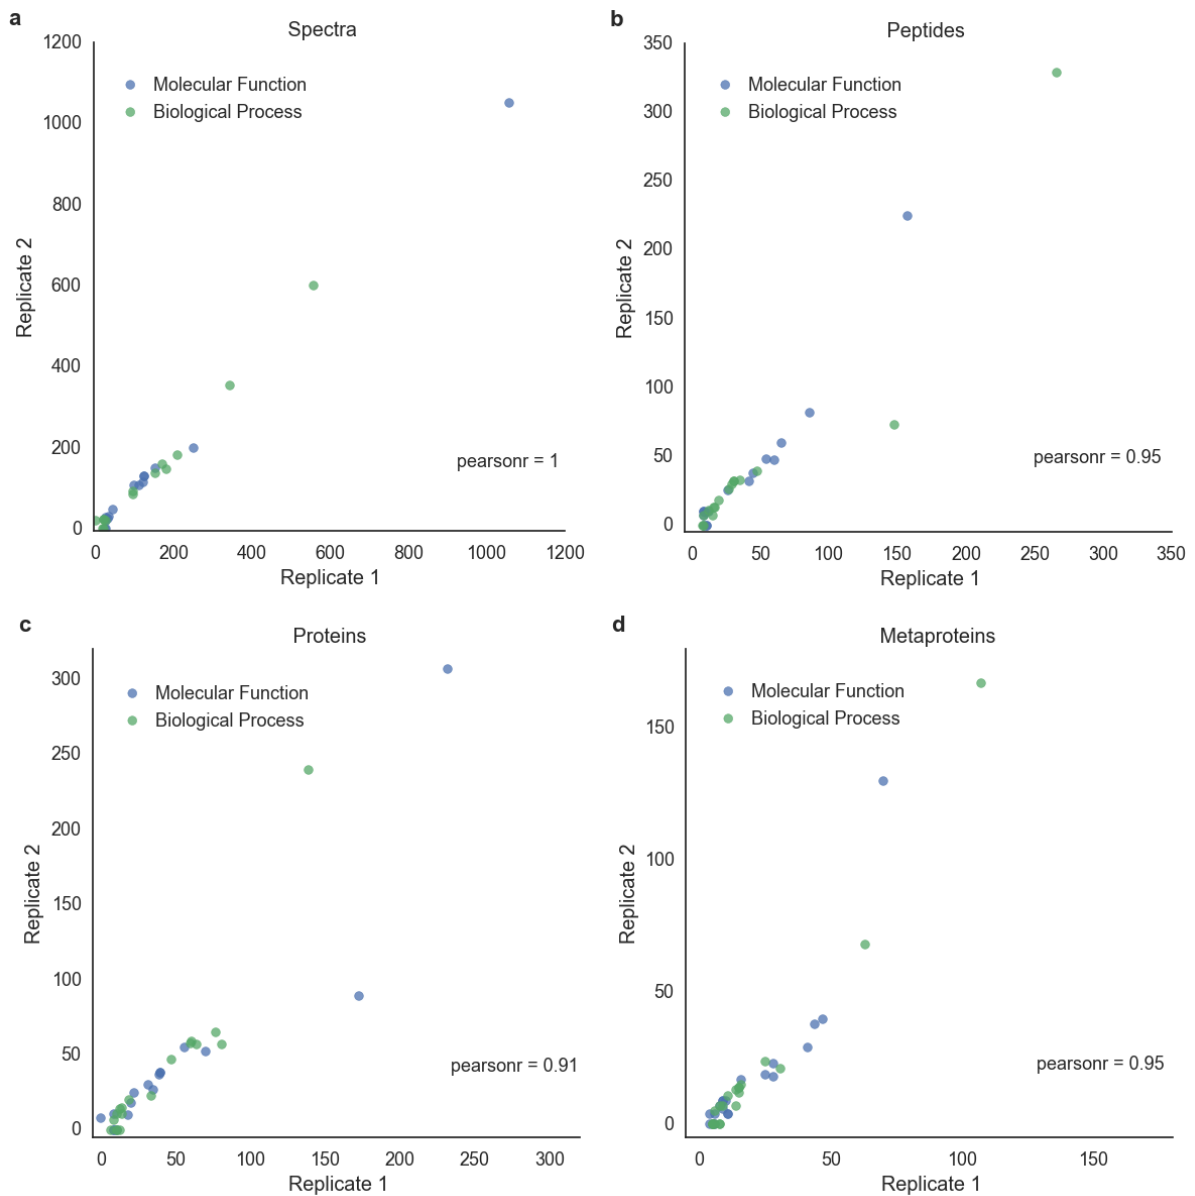 a
Spectra
1200
1000
800
600
400
200
0
Replicate 2
Molecular Function
Biological Process
pearsonr = 1
0 200 400 600 800 1000 1200
Replicate 1
b
Peptides
350
300
250
200
150
100
50
0
Replicate 2
Molecular Function
Biological Process
pearsonr = 0.95
0 50 100 150 200 250 300 350
Replicate 1
c
Proteins
300
250
200
150
100
50
0
Replicate 2
Molecular Function
Biological Process
pearsonr = 0.91
0 50 100 150 200 250 300
Replicate 1
d
Metaproteins
150
100
50
0
Replicate 2
Molecular Function
Biological Process
pearsonr = 0.95
0 50 100 150
Replicate 1